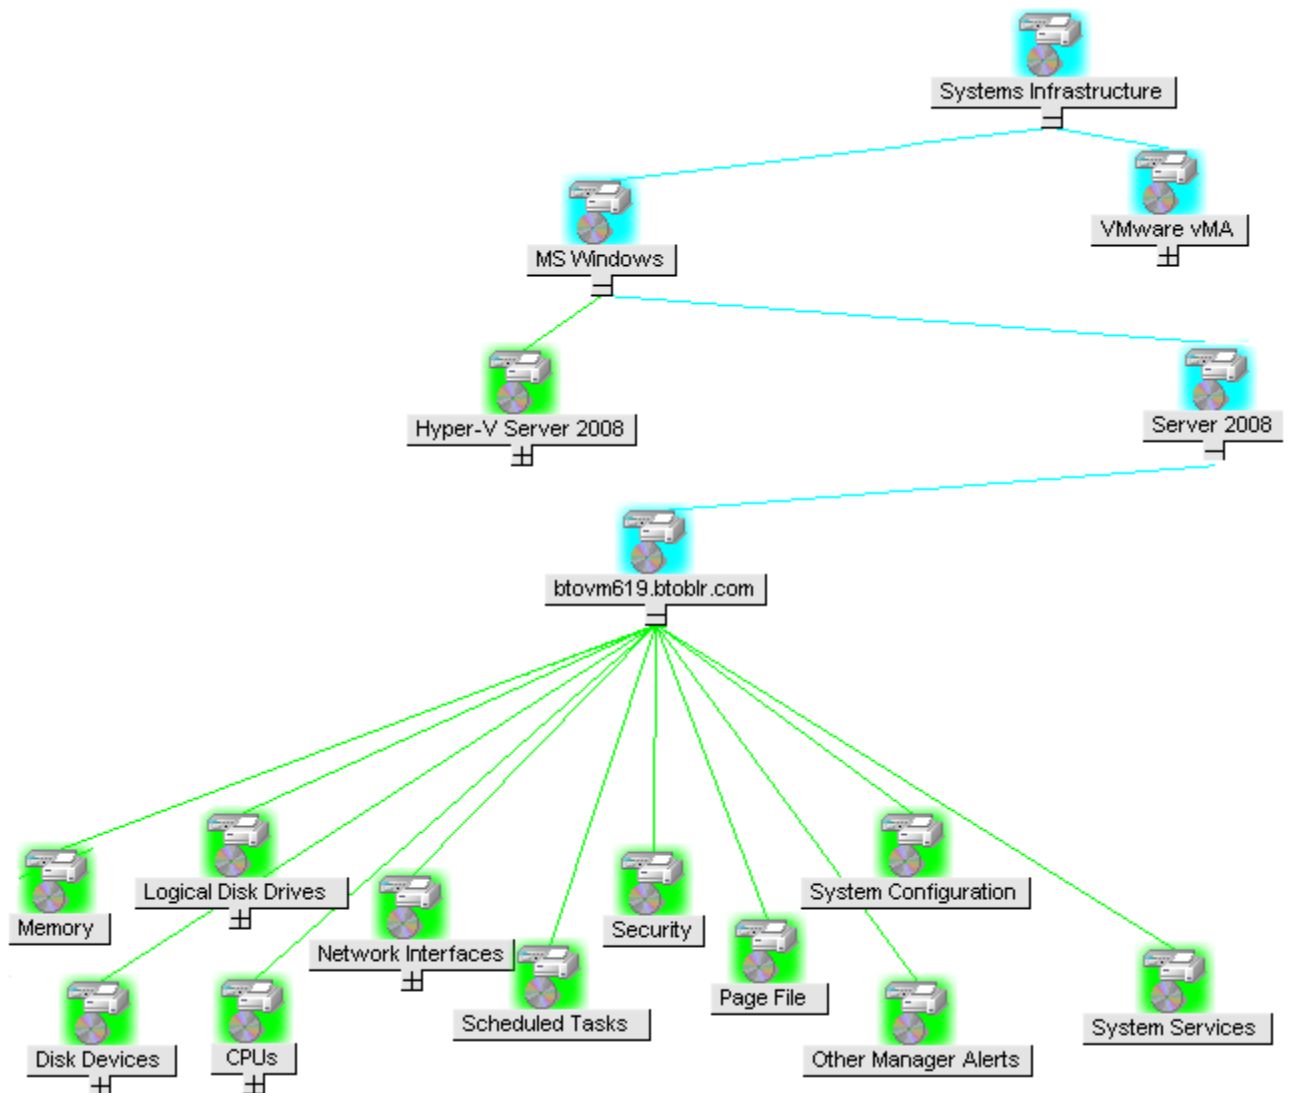 Systems Infrastructure
VMware vMA
MS Windows
Hyper-V Server 2008
Server 2008
btovm619.btoblr.com
Logical Disk Drives
System Configuration
Memory
Security
Network Interfaces
Page File
Scheduled Tasks
System Services
Disk Devices
CPUs
Other Manager Alerts